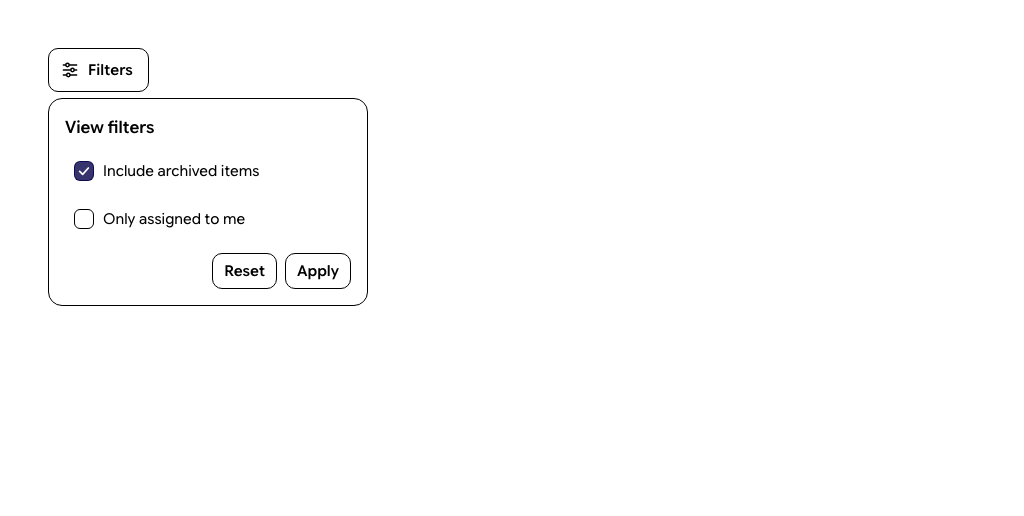 Filters
View filters
Include archived items
Only assigned to me
Reset Apply